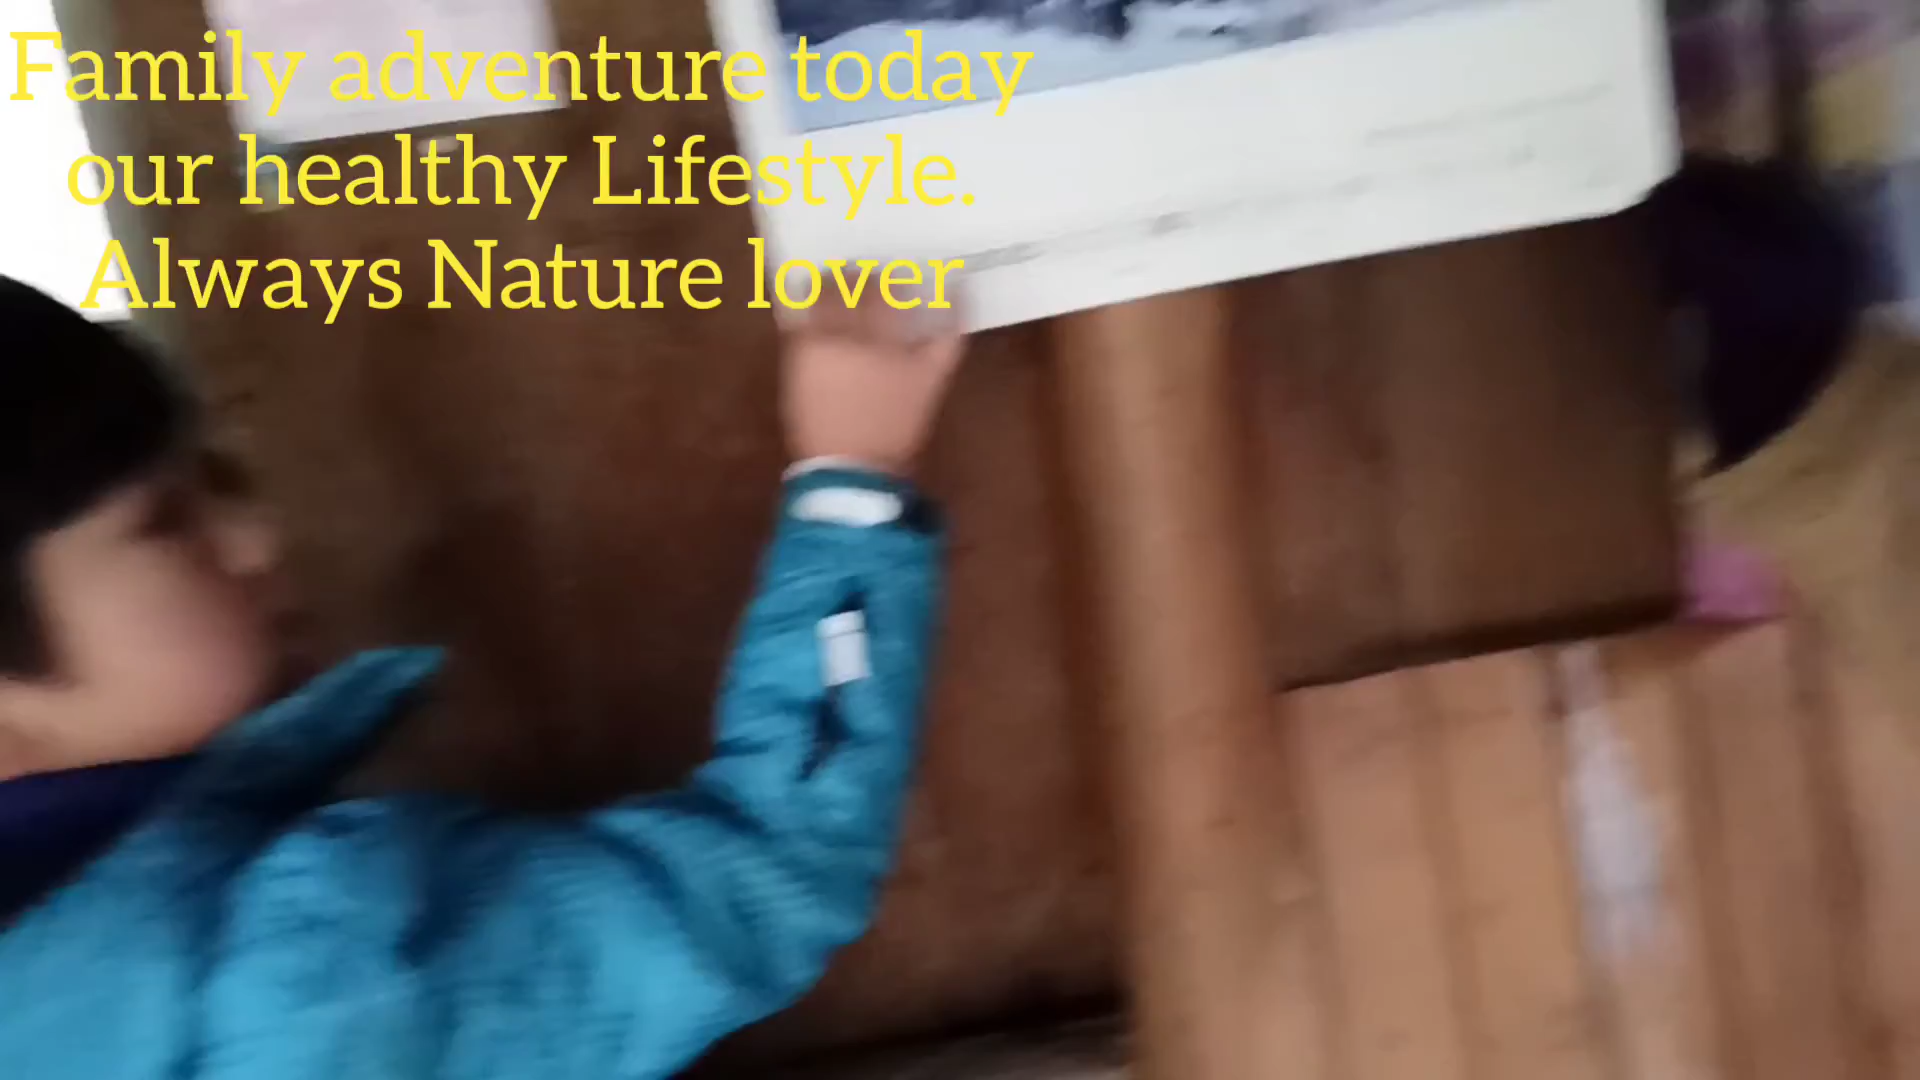 Family adventure today
our healthy Lifestyle.
Always Nature lover